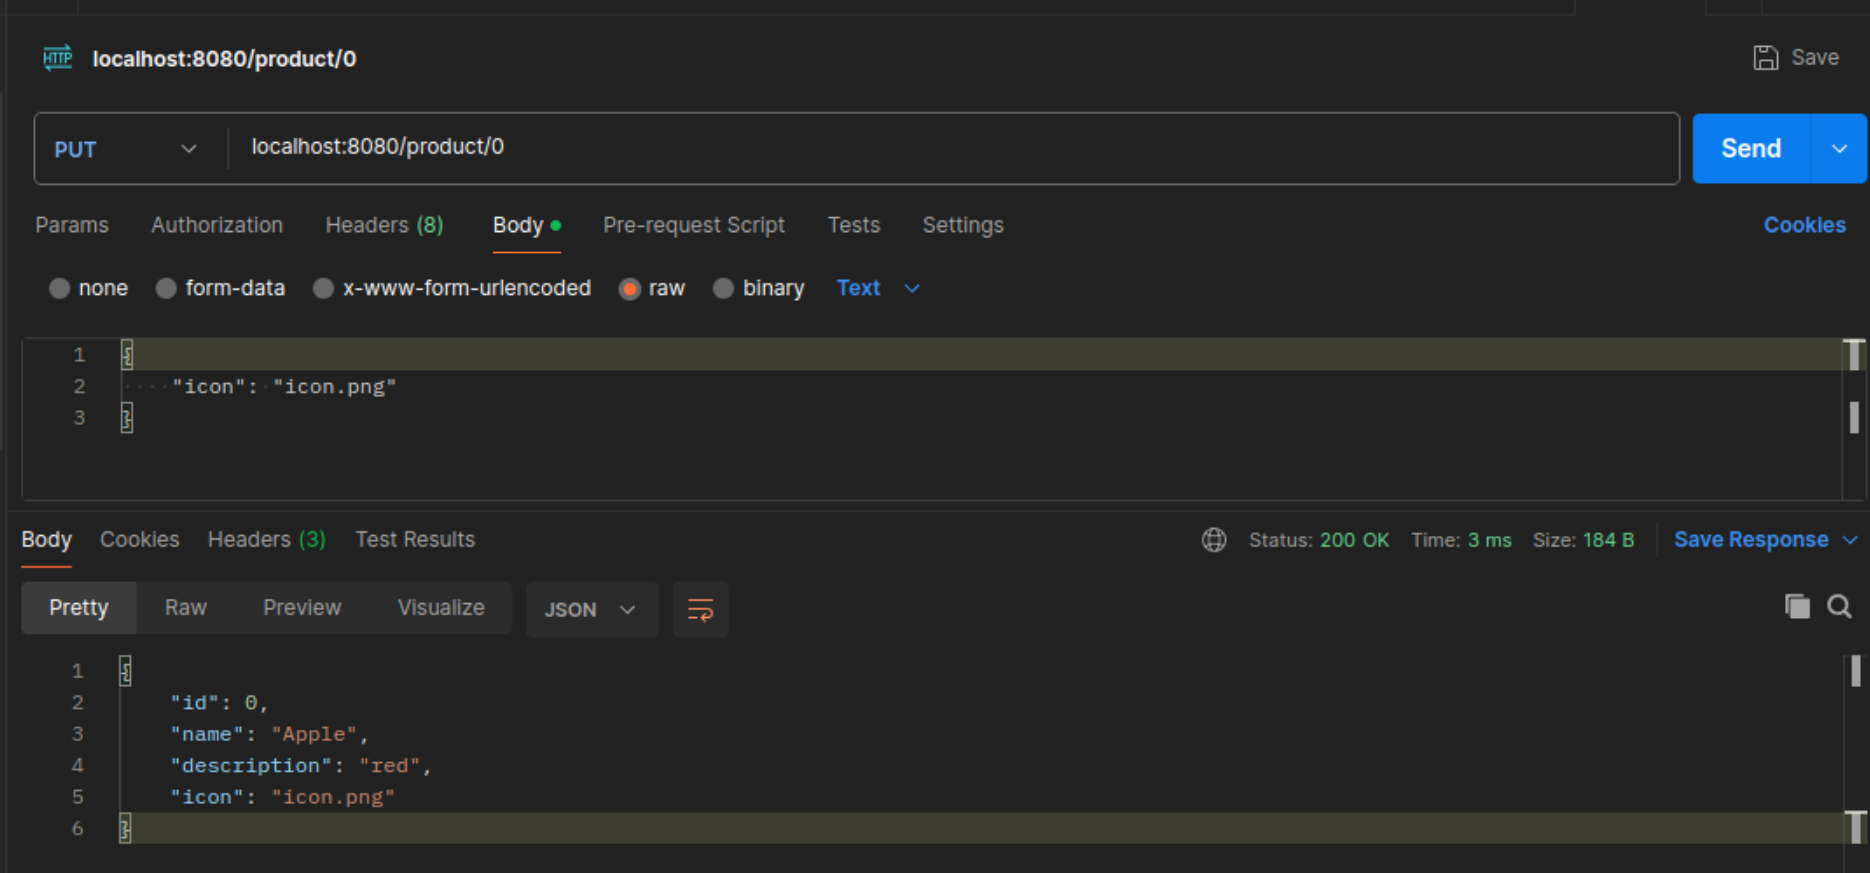 HTTP localhost:8080/product/0 Save
PUT localhost:8080/product/0 Send
Params Authorization Headers (8) Body Pre-request Script Tests Settings Cookies
none form-data x-www-form-urlencoded raw binary Text
1 {
2 "icon": "icon.png"
3 }
Body Cookies Headers (3) Test Results Status: 200 OK Time: 3 ms Size: 184 B Save Response
Pretty Raw Preview Visualize JSON
1 {
2 "id": 0,
3 "name": "Apple",
4 "description": "red",
5 "icon": "icon.png"
6 }